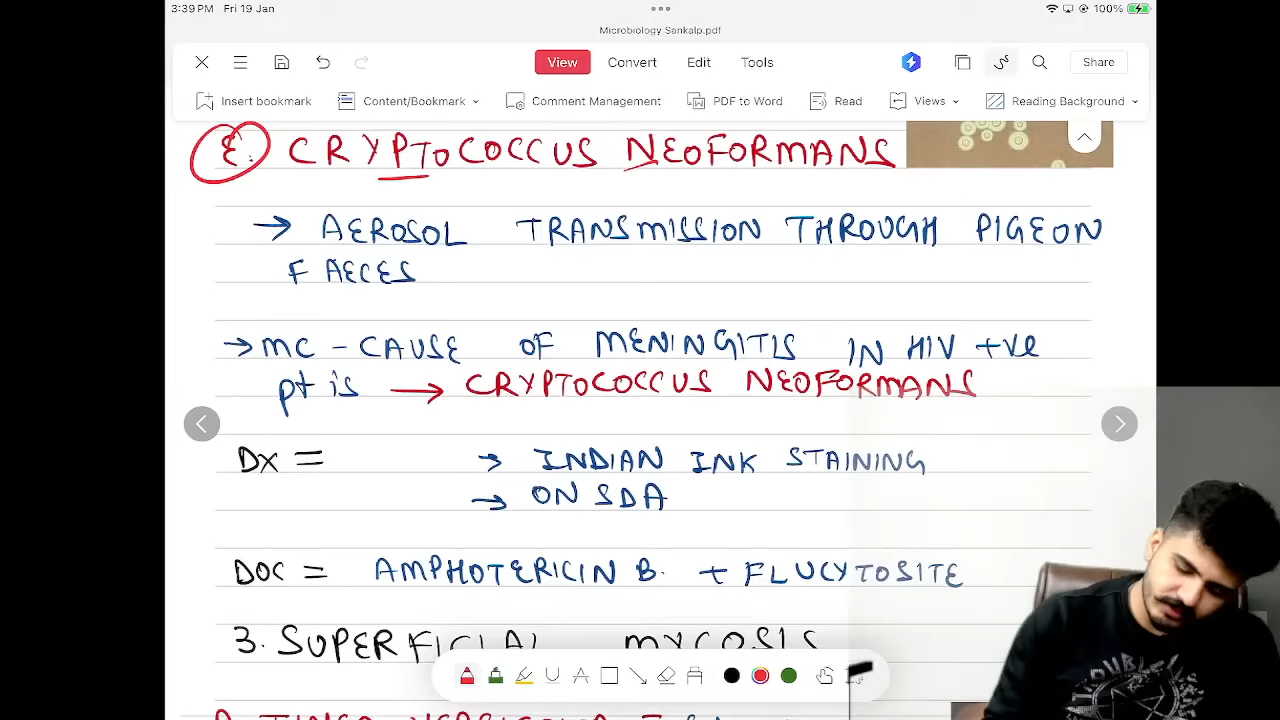 3:39 PM Fri 19 Jan
100%
Microbiology Sankalp.pdf
View Convert Edit Tools
Share
Insert bookmark Content/Bookmark Comment Management PDF to Word Read Views Reading Background
E. CRYPTOCOCCUS NEOFORMANS
→ AEROSOL TRANSMISSION THROUGH PIGEON
FAECES
→ MC - CAUSE OF MENINGITIS IN HIV +ve
pt is → CRYPTOCOCCUS NEOFORMANS
DX = → INDIAN INK STAINING
→ ON SDA
DOC = AMPHOTERICIN B. + FLUCYTOSITE
3. SUPERFICIAL MYCOSIS